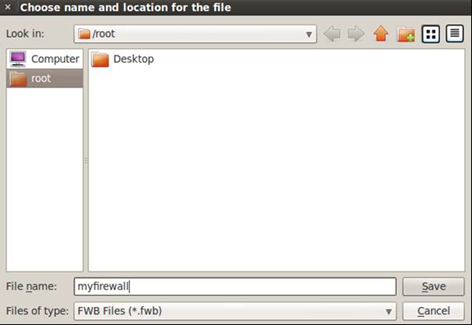 Choose name and location for the file
Look in: /root
Computer
root
Desktop
File name: myfirewall Save
Files of type: FWB Files (*.fwb) Cancel